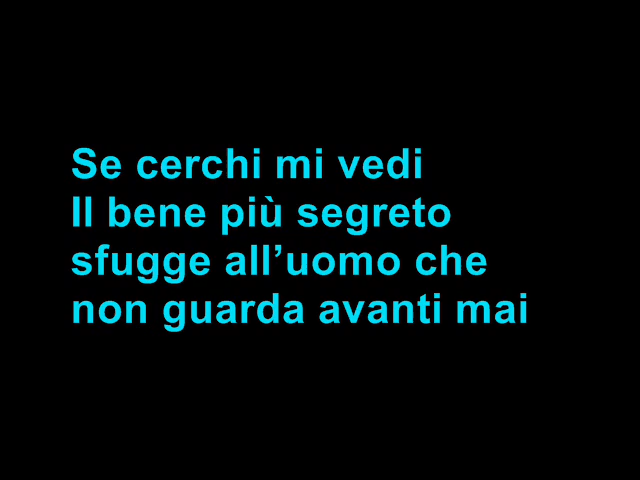 Se cerchi mi vedi
Il bene più segreto
sfugge all’uomo che
non guarda avanti mai